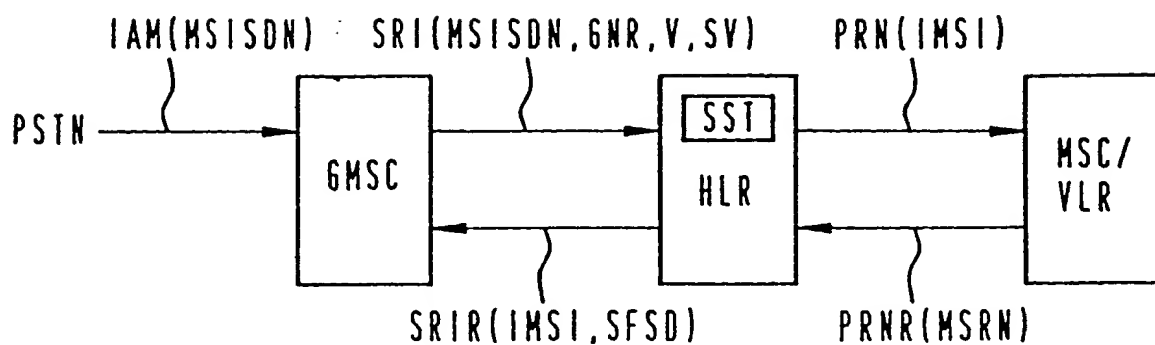 IAM(MSISDN) SRI(MSISDN,GNR,V,SV) PRN(IMSI)
PSTN
GMSC
SST
HLR
MSC/
VLR
SRIR(IMSI,SFSD) PRNR(MSRN)